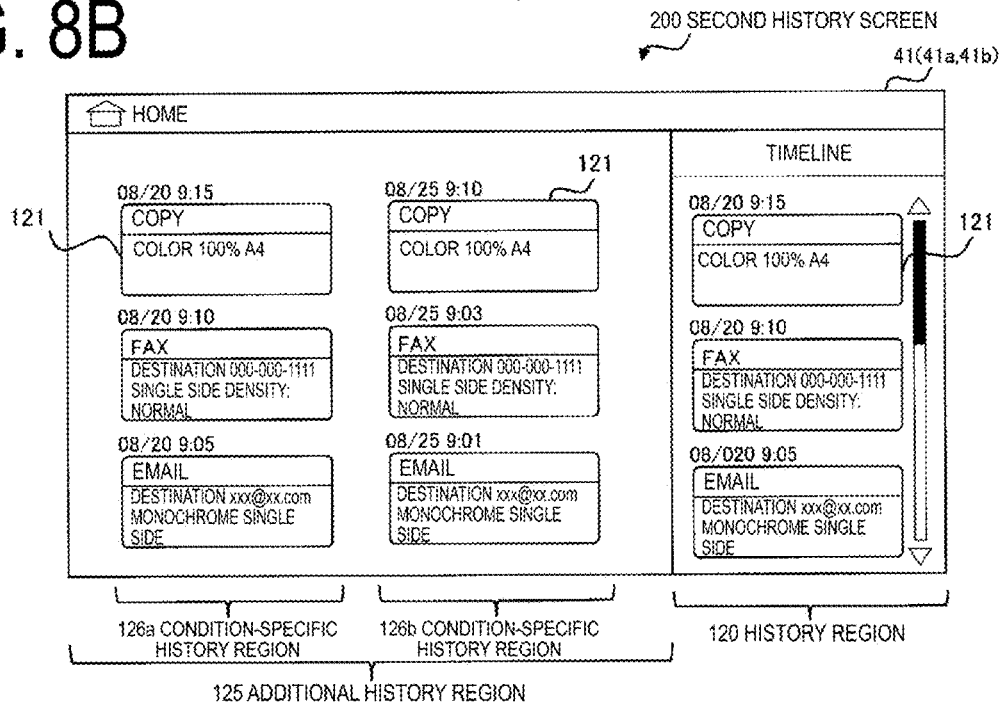 G. 8B
200 SECOND HISTORY SCREEN
41(41a,41b)
HOME
TIMELINE
08/20 9:15
COPY
COLOR 100% A4
121
08/20 9:10
FAX
DESTINATION 000-000-1111
SINGLE SIDE DENSITY:
NORMAL
08/20 9:05
EMAIL
DESTINATION xxx@xx.com
MONOCHROME SINGLE
SIDE
121
08/25 9:10
COPY
COLOR 100% A4
08/25 9:03
FAX
DESTINATION 000-000-1111
SINGLE SIDE DENSITY:
NORMAL
08/25 9:01
EMAIL
DESTINATION xxx@xx.com
MONOCHROME SINGLE
SIDE
08/20 9:15
COPY
COLOR 100% A4
121
08/20 9:10
FAX
DESTINATION 000-000-1111
SINGLE SIDE DENSITY:
NORMAL
08/020 9:05
EMAIL
DESTINATION xxx@xx.com
MONOCHROME SINGLE
SIDE
126a CONDITION-SPECIFIC
HISTORY REGION
126b CONDITION-SPECIFIC
HISTORY REGION
120 HISTORY REGION
125 ADDITIONAL HISTORY REGION